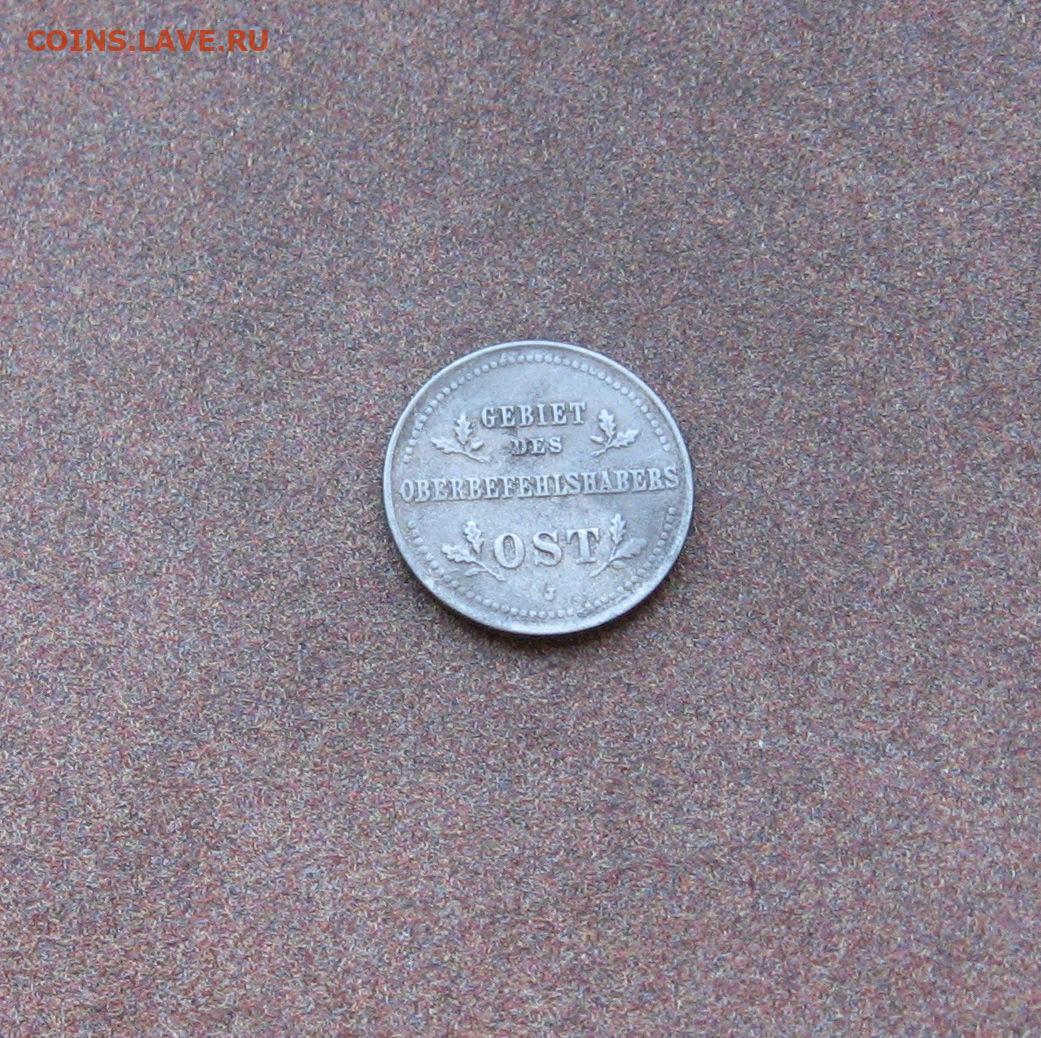 COINS.LAVE.RU
GEBIET
DES
OBERBEFEHLSHABERS
OST
J